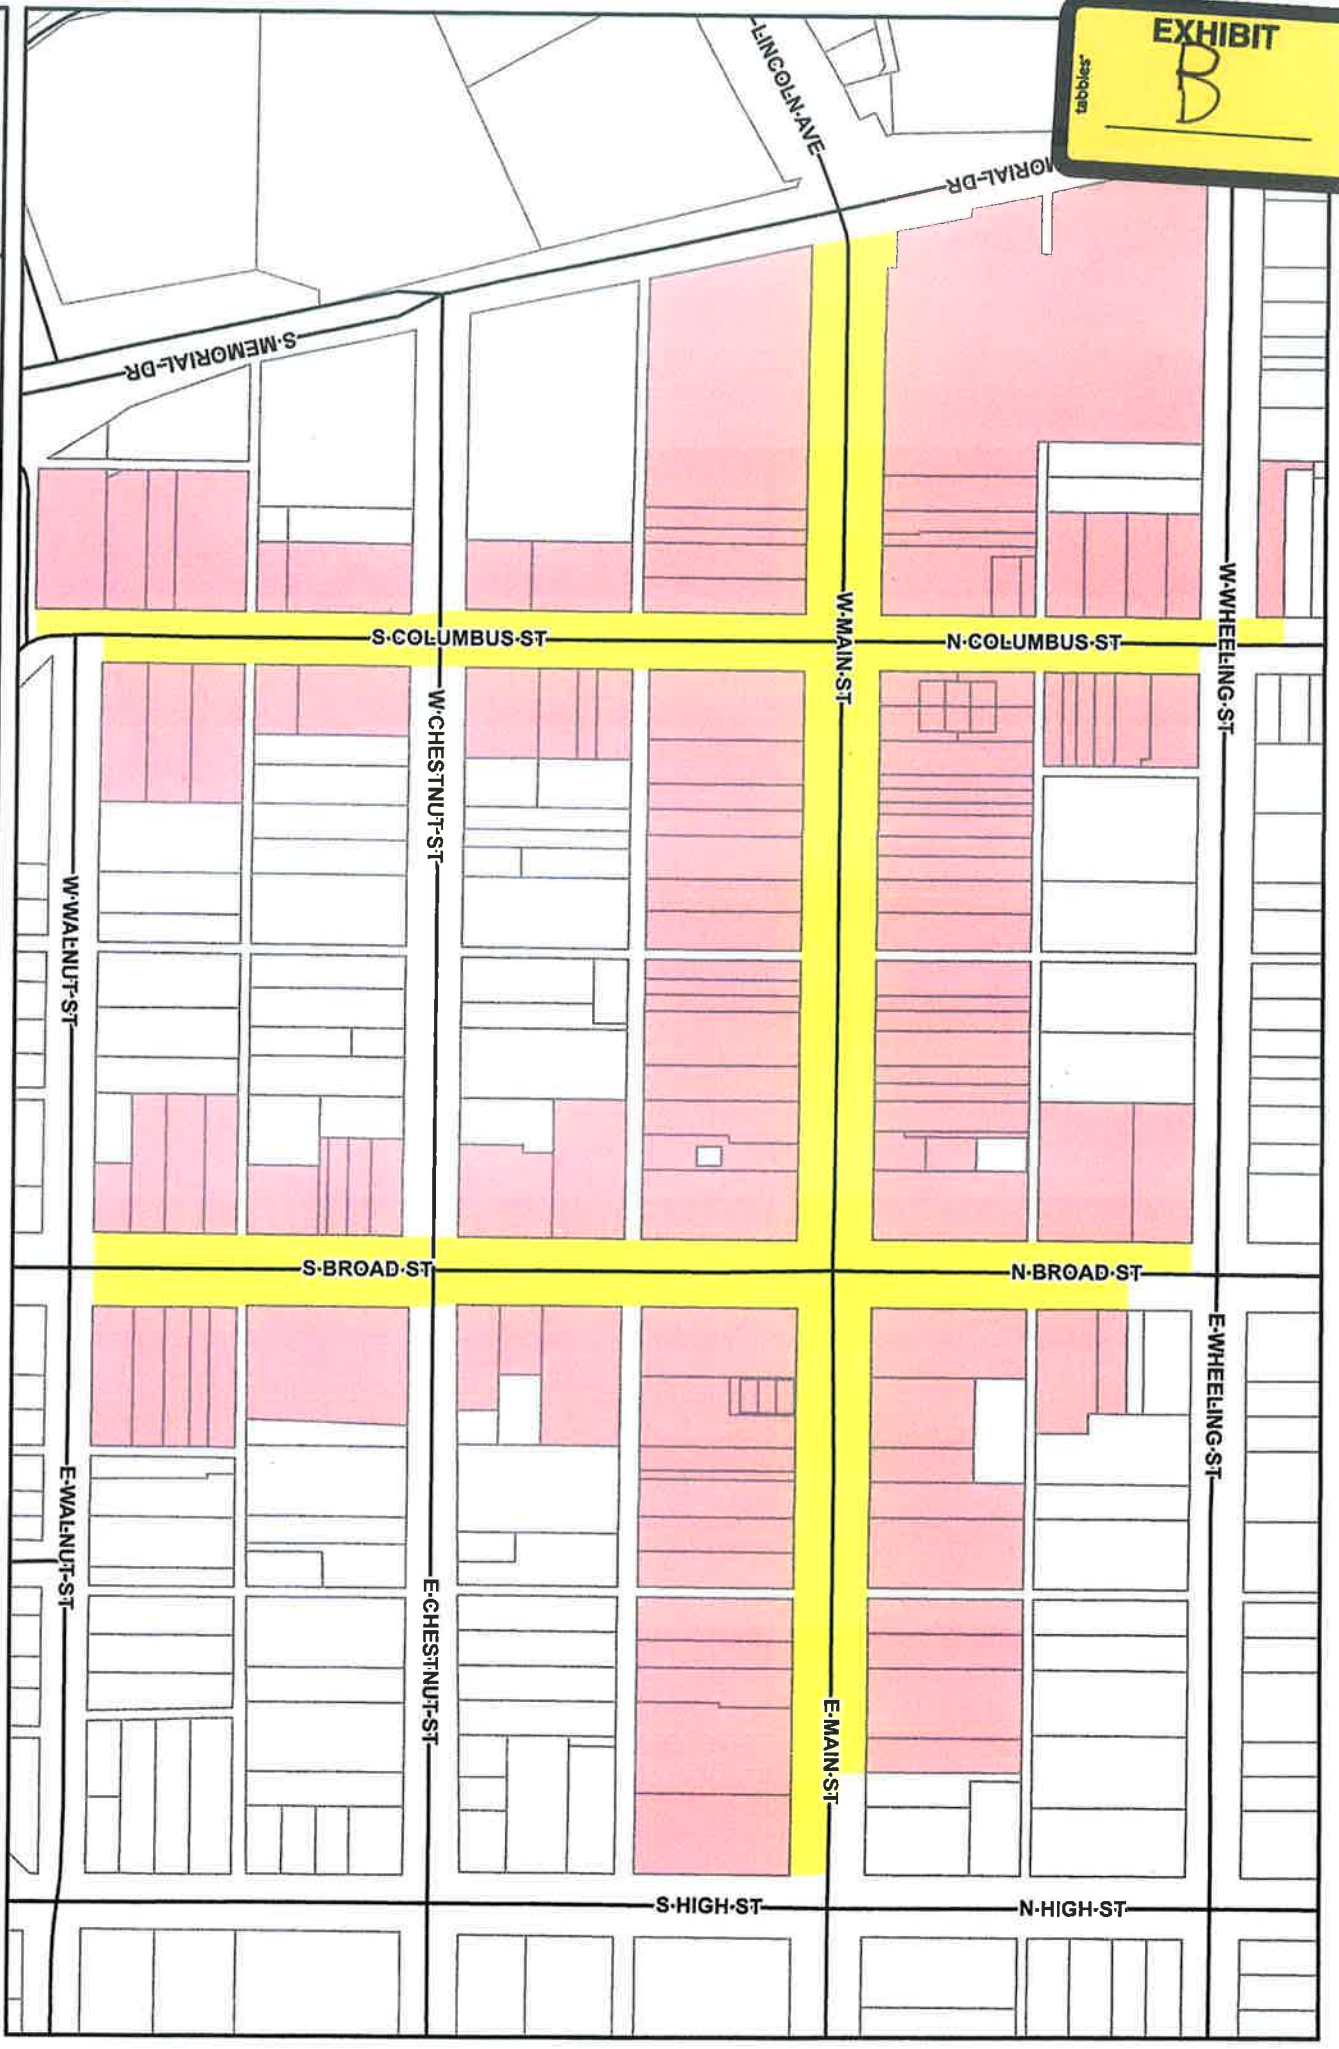 EXHIBIT
B
tabbies®
LINCOLN AVE
MORIAL-DR
S-MEMORIAL-DR
S-COLUMBUS-ST
N-COLUMBUS-ST
W-MAIN-ST
W-WHEELING-ST
W-CHESTNUT-ST
W-WALNUT-ST
S-BROAD-ST
N-BROAD-ST
E-WHEELING-ST
E-WALNUT-ST
E-CHESTNUT-ST
E-MAIN-ST
S-HIGH-ST
N-HIGH-ST